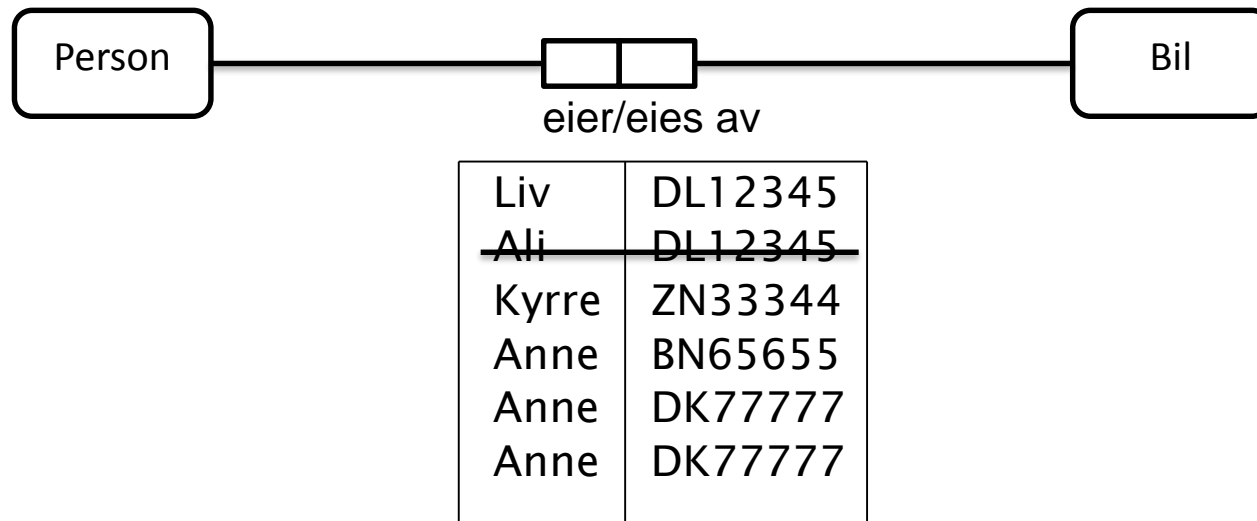 Person
Bil
eier/eies av
Liv DL12345
Ali DL12345
Kyrre ZN33344
Anne BN65655
Anne DK77777
Anne DK77777